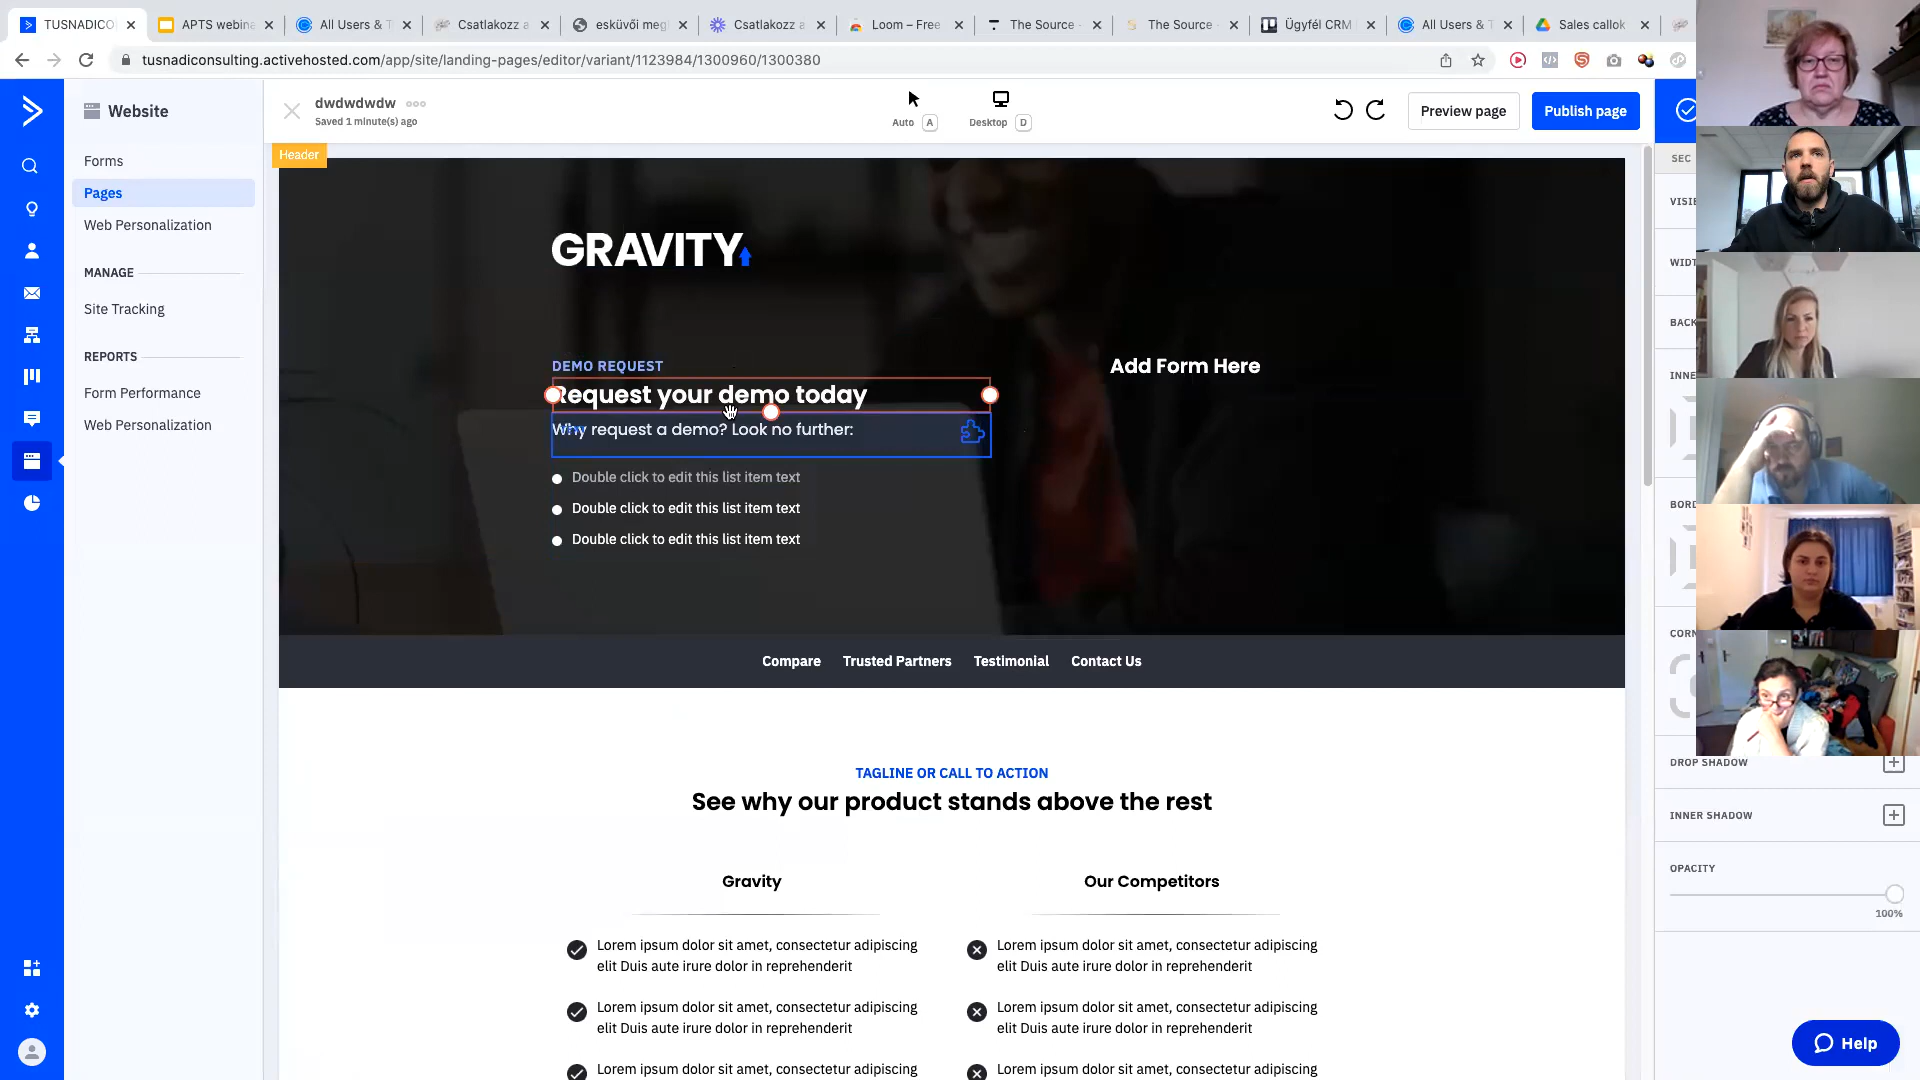 TUSNADICO
APTS webina
All Users & T
Csatlakozz a
esküvői meg
Csatlakozz a
Loom – Free
The Source -
The Source -
Ügyfél CRM
All Users & T
Sales callok
tusnadiconsulting.activehosted.com/app/site/landing-pages/editor/variant/1123984/1300960/1300380
Website
Forms
Pages
Web Personalization
MANAGE
Site Tracking
REPORTS
Form Performance
Web Personalization
dwdwdwdw
Saved 1 minute(s) ago
Auto A
Desktop D
Preview page
Publish page
Header
GRAVITY
DEMO REQUEST
Request your demo today
Why request a demo? Look no further:
Double click to edit this list item text
Double click to edit this list item text
Double click to edit this list item text
Add Form Here
Compare Trusted Partners Testimonial Contact Us
TAGLINE OR CALL TO ACTION
See why our product stands above the rest
Gravity
Lorem ipsum dolor sit amet, consectetur adipiscing
elit Duis aute irure dolor in reprehenderit
Lorem ipsum dolor sit amet, consectetur adipiscing
elit Duis aute irure dolor in reprehenderit
Lorem ipsum dolor sit amet, consectetur adipiscing
Our Competitors
Lorem ipsum dolor sit amet, consectetur adipiscing
elit Duis aute irure dolor in reprehenderit
Lorem ipsum dolor sit amet, consectetur adipiscing
elit Duis aute irure dolor in reprehenderit
Lorem ipsum dolor sit amet, consectetur adipiscing
SEC
VISIB
WIDT
BACK
INNE
BORD
CORN
DROP SHADOW
INNER SHADOW
OPACITY
100%
Help